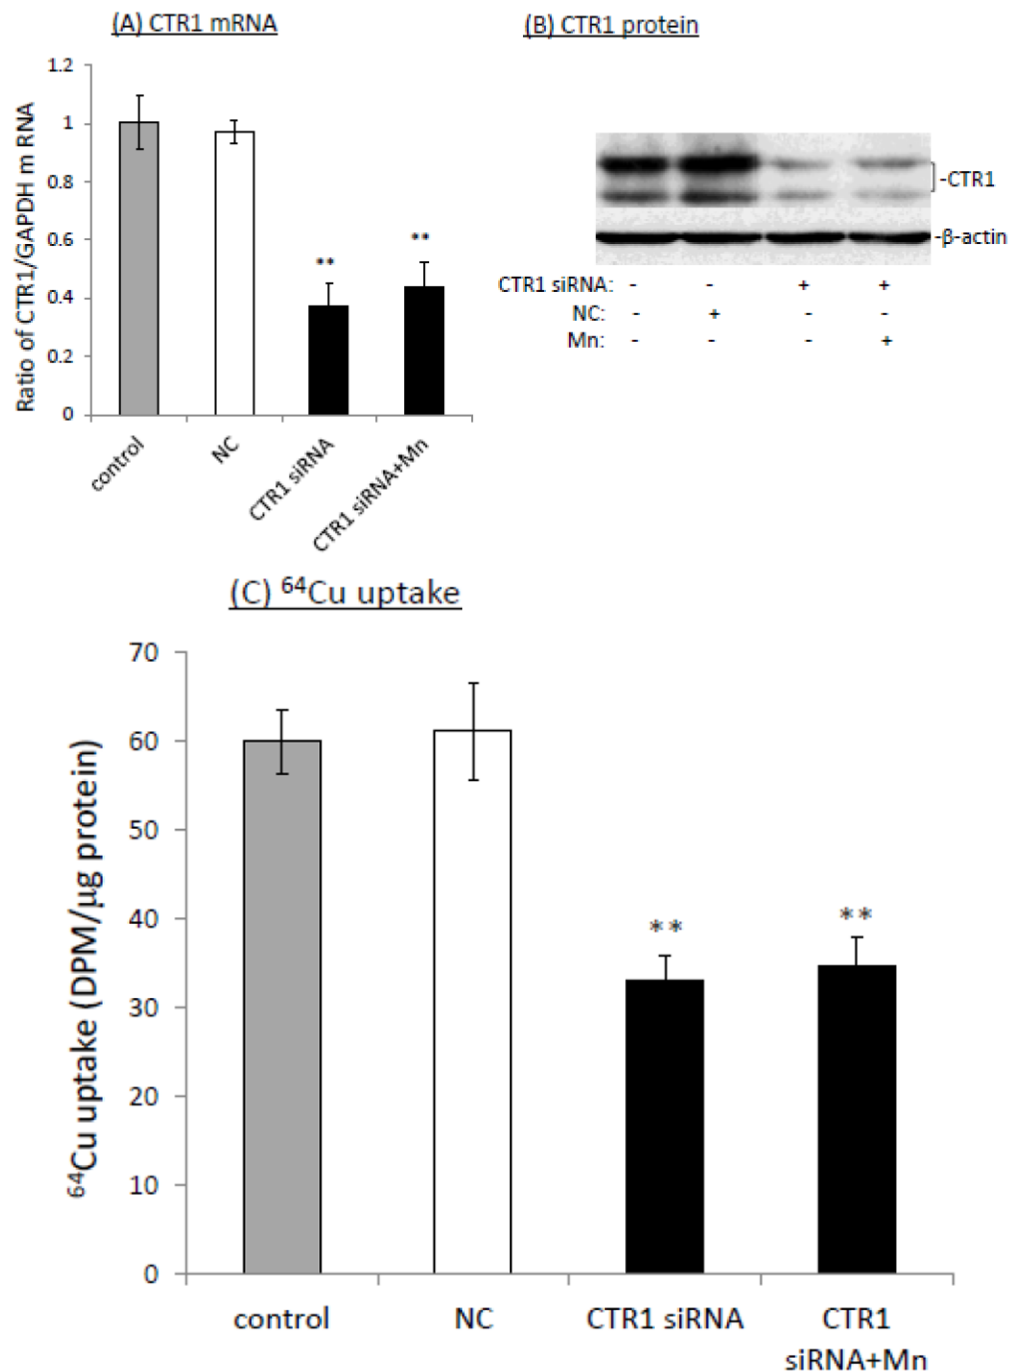 (A) CTR1 mRNA
Ratio of CTR1/GAPDH m RNA
1.2
1
0.8
0.6
0.4
0.2
0
**
**
control
NC
CTR1 siRNA
CTR1 siRNA+Mn
(B) CTR1 protein
-CTR1
-β-actin
CTR1 siRNA: - - + +
NC: - + - -
Mn: - - - +
(C) ⁶⁴Cu uptake
⁶⁴Cu uptake (DPM/µg protein)
70
60
50
40
30
20
10
0
**
**
control
NC
CTR1 siRNA
CTR1
siRNA+Mn